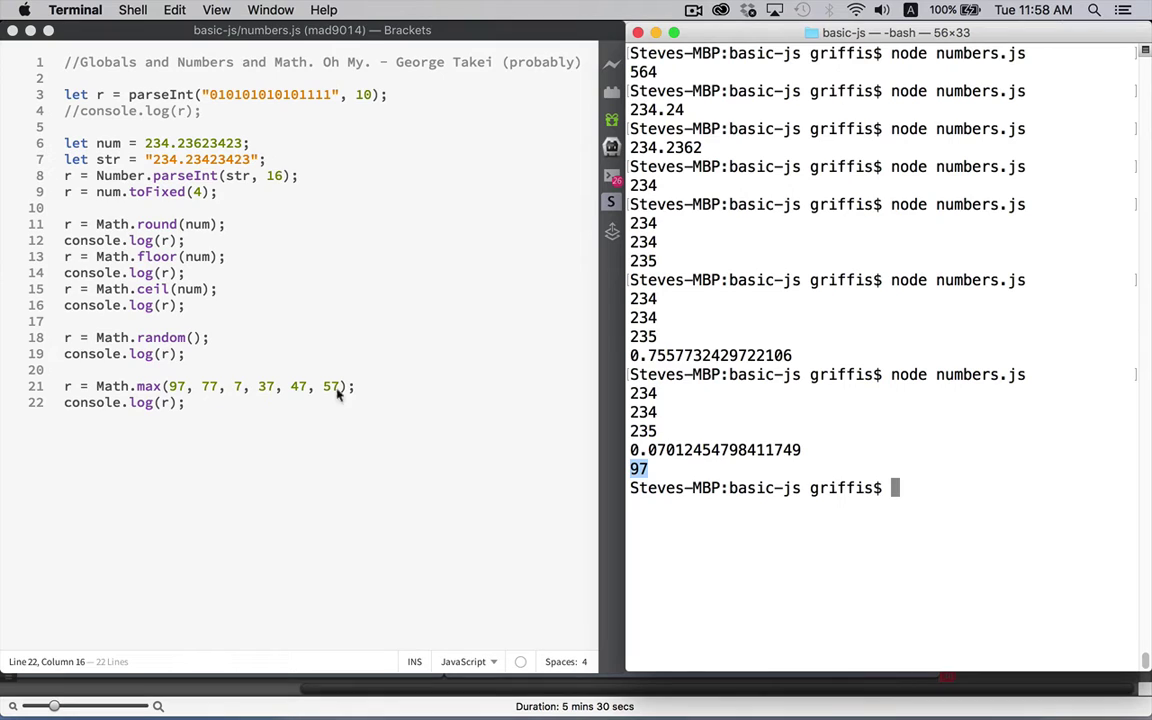 Terminal Shell Edit View Window Help 100% Tue 11:58 AM
basic-js/numbers.js (mad9014) — Brackets
1 //Globals and Numbers and Math. Oh My. - George Takei (probably)
2
3 let r = parseInt("010101010101111", 10);
4 //console.log(r);
5
6 let num = 234.23623423;
7 let str = "234.23423423";
8 r = Number.parseInt(str, 16);
9 r = num.toFixed(4);
10
11 r = Math.round(num);
12 console.log(r);
13 r = Math.floor(num);
14 console.log(r);
15 r = Math.ceil(num);
16 console.log(r);
17
18 r = Math.random();
19 console.log(r);
20
21 r = Math.max(97, 77, 7, 37, 47, 57);
22 console.log(r);
26
S
Line 22, Column 16 — 22 Lines
INS JavaScript Spaces: 4
basic-js — -bash — 56×33
[Steves-MBP:basic-js griffis$ node numbers.js ]
564
[Steves-MBP:basic-js griffis$ node numbers.js ]
234.24
[Steves-MBP:basic-js griffis$ node numbers.js ]
234.2362
[Steves-MBP:basic-js griffis$ node numbers.js ]
234
[Steves-MBP:basic-js griffis$ node numbers.js ]
234
234
235
[Steves-MBP:basic-js griffis$ node numbers.js ]
234
234
235
0.7557732429722106
[Steves-MBP:basic-js griffis$ node numbers.js ]
234
234
235
0.07012454798411749
97
Steves-MBP:basic-js griffis$
Duration: 5 mins 30 secs